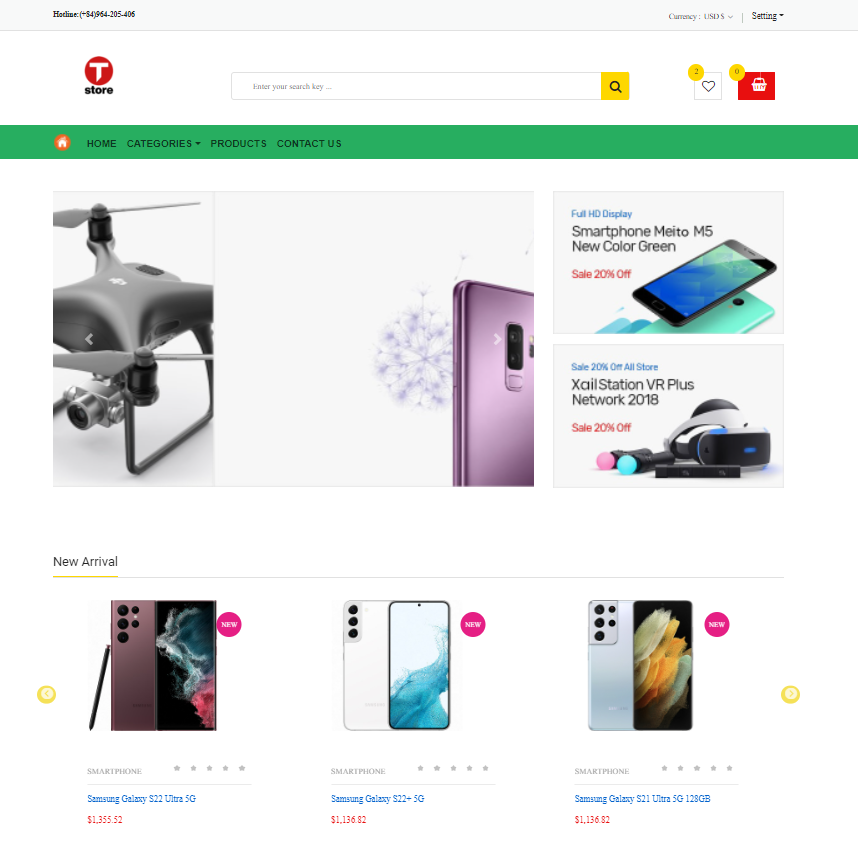 Hotline:(+84)964-205-406
Currency : USD $
Setting
T
store
Enter your search key ...
2
0
HOME
CATEGORIES
PRODUCTS
CONTACT US
Full HD Display
Smartphone Meito M5
New Color Green
Sale 20% Off
Sale 20% Off All Store
Xcail Station VR Plus
Network 2018
Sale 20% Off
New Arrival
NEW
NEW
NEW
SMARTPHONE
SMARTPHONE
SMARTPHONE
Samsung Galaxy S22 Ultra 5G
Samsung Galaxy S22+ 5G
Samsung Galaxy S21 Ultra 5G 128GB
$1,355.52
$1,136.82
$1,136.82